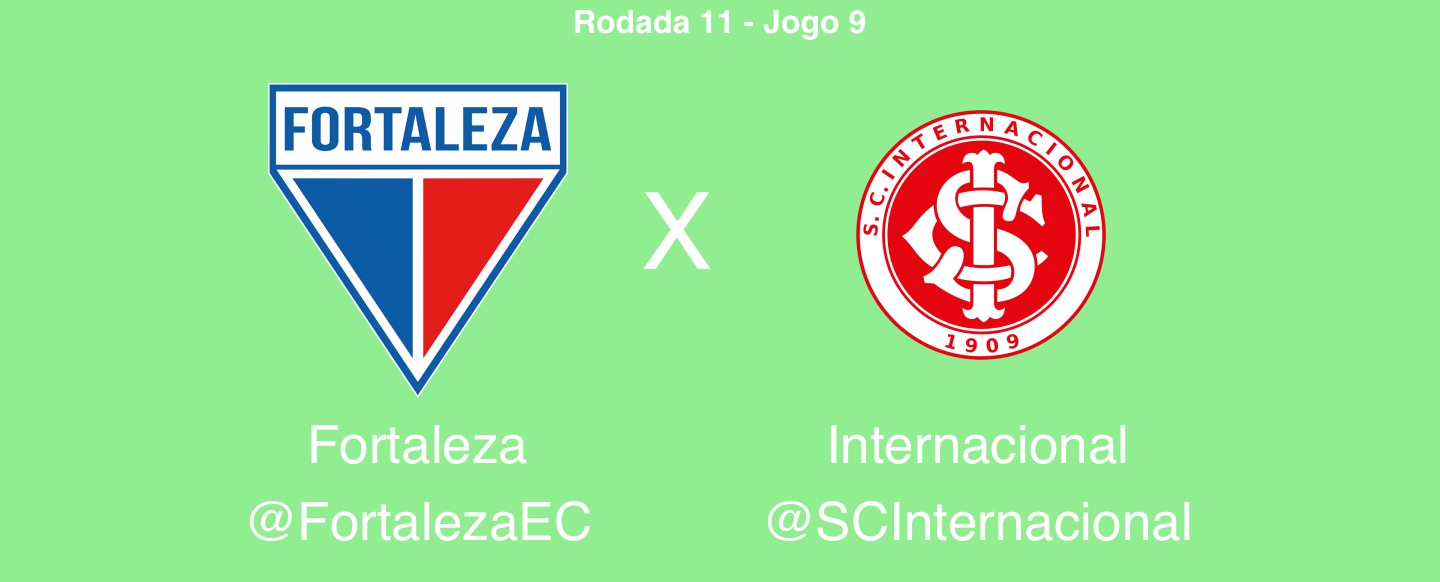 Rodada 11 - Jogo 9
FORTALEZA
X
S.C.INTERNACIONAL
1909
Fortaleza
Internacional
@FortalezaEC
@SCInternacional